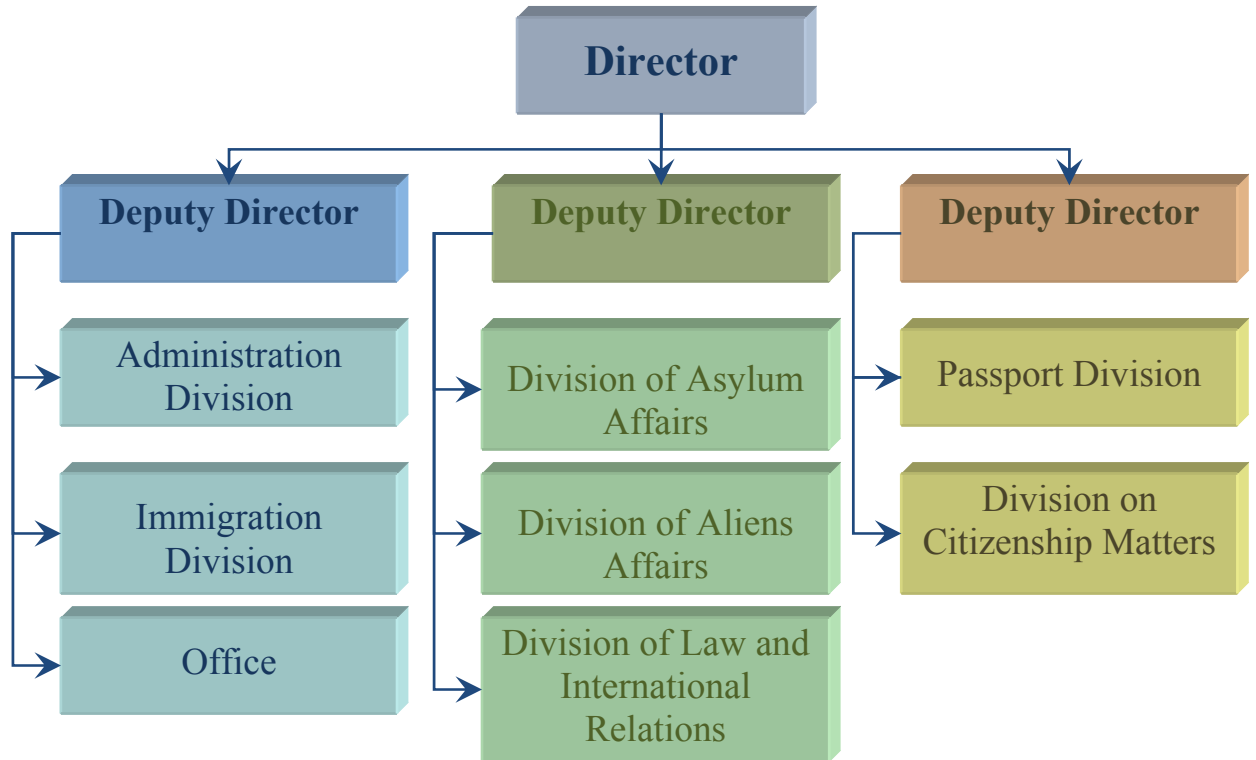 Director
Deputy Director
Administration
Division
Immigration
Division
Office
Deputy Director
Division of Asylum
Affairs
Division of Aliens
Affairs
Division of Law and
International
Relations
Deputy Director
Passport Division
Division on
Citizenship Matters